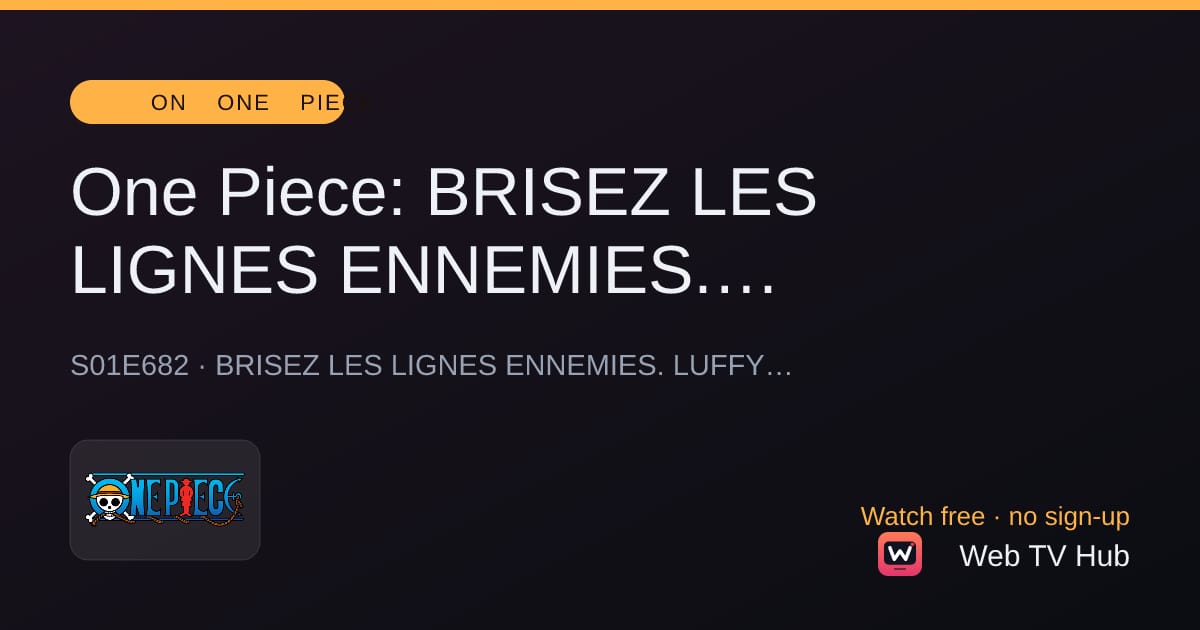 ON ONE PIECE
One Piece: BRISEZ LES
LIGNES ENNEMIES.…
S01E682 · BRISEZ LES LIGNES ENNEMIES. LUFFY…
ONE PIECE
Watch free · no sign-up
W
Web TV Hub